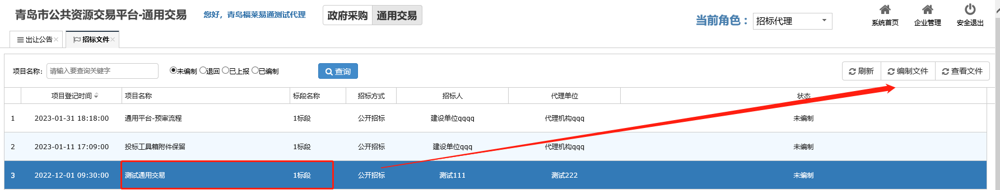 青岛市公共资源交易平台-通用交易 您好，青岛福莱易通测试代理 政府采购 通用交易 当前角色： 招标代理 系统首页 企业管理 安全退出
出让公告 招标文件
项目名称： 请输入要查询关键字 未编制 退回 已上报 已编制 查询 刷新 编制文件 查看文件
项目登记时间 项目名称 标段名称 招标方式 招标人 代理单位 状态
1 2023-01-31 18:18:00 通用平台-预审流程 1标段 公开招标 建设单位qqqq 代理机构qqq 未编制
2 2023-01-11 17:09:00 投标工具箱附件保留 1标段 公开招标 建设单位qqq 代理机构qqq 未编制
3 2022-12-01 09:30:00 测试通用交易 1标段 公开招标 测试111 测试222 未编制